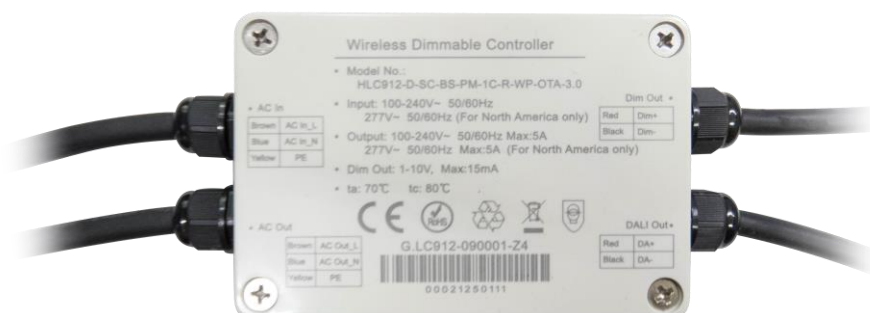 Wireless Dimmable Controller
• Model No.:
HLC912-D-SC-BS-PM-1C-R-WP-OTA-3.0
• Input: 100-240V~ 50/60Hz
277V~ 50/60Hz (For North America only)
• Output: 100-240V~ 50/60Hz Max:5A
277V~ 50/60Hz Max:5A (For North America only)
• Dim Out: 1-10V, Max:15mA
• ta: 70℃ tc: 80℃
• AC In
Brown AC In_L
Blue AC In_N
Yellow PE
Dim Out •
Red Dim+
Black Dim-
• AC Out
Brown AC Out_L
Blue AC Out_N
Yellow PE
DALI Out•
Red DA+
Black DA-
CE RoHS
G.LC912-090001-Z4
00021250111